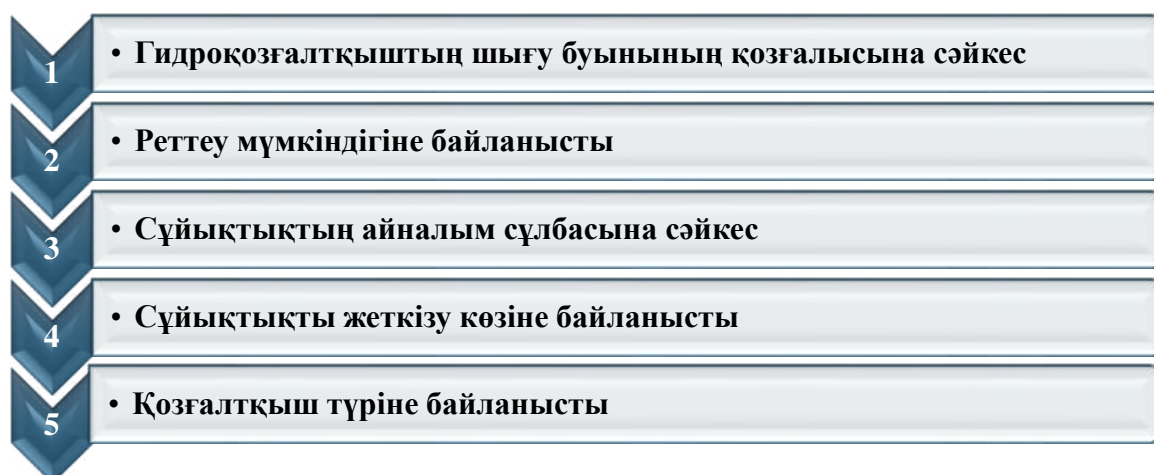 1 • Гидроқозғалтқыштың шығу буынының қозғалысына сәйкес
2 • Реттеу мүмкіндігіне байланысты
3 • Сұйықтықтың айналым сұлбасына сәйкес
4 • Сұйықтықты жеткізу көзіне байланысты
5 • Қозғалтқыш түріне байланысты